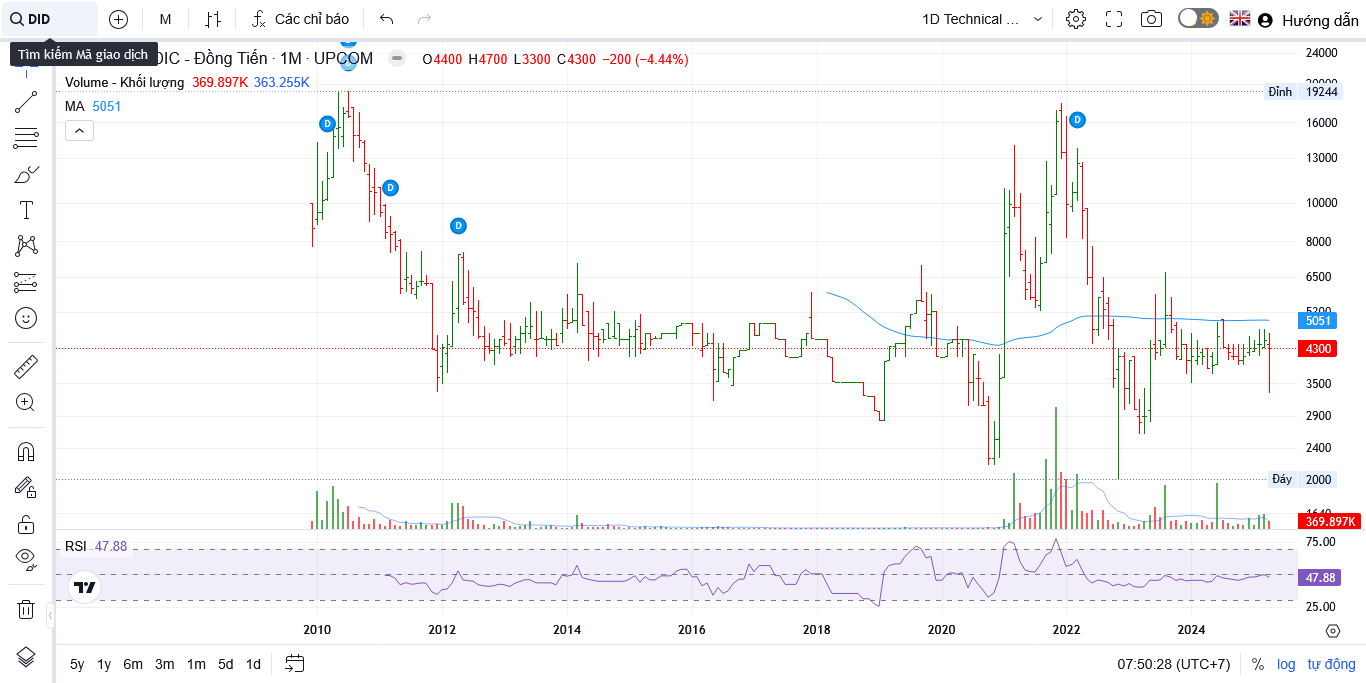 DID
M
Các chỉ báo
1D Technical ...
Hướng dẫn
Tìm kiếm Mã giao dịch
DIC - Đồng Tiến · 1M · UPCOM
O4400 H4700 L3300 C4300 −200 (−4.44%)
Volume - Khối lượng 369.897K 363.255K
MA 5051
D
D
D
D
24000
Đỉnh 19244
16000
13000
10000
8000
6500
5051
4300
3500
2900
2400
Đáy 2000
369.897K
RSI 47.88
75.00
47.88
25.00
2010 2012 2014 2016 2018 2020 2022 2024
5y 1y 6m 3m 1m 5d 1d
07:50:28 (UTC+7) % log tự động